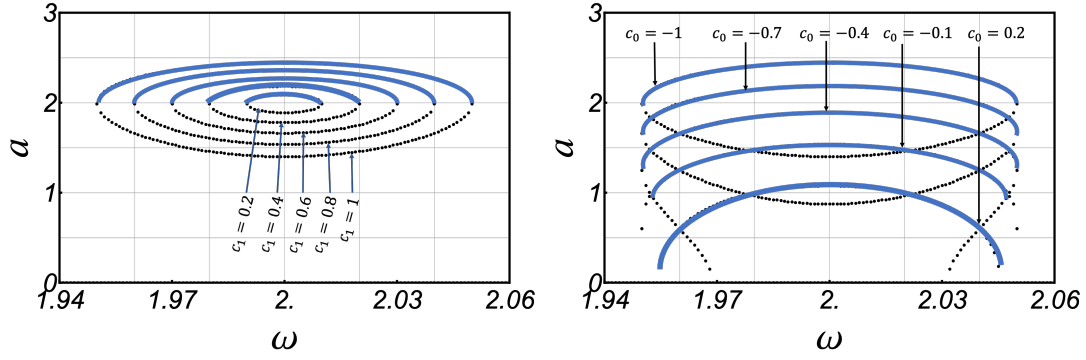 3
2
1
0
a
c₁ = 0.2
c₁ = 0.4
c₁ = 0.6
c₁ = 0.8
c₁ = 1
1.94 1.97 2. 2.03 2.06
ω
3
2
1
0
a
c₀ = −1 c₀ = −0.7 c₀ = −0.4 c₀ = −0.1 c₀ = 0.2
1.94 1.97 2. 2.03 2.06
ω